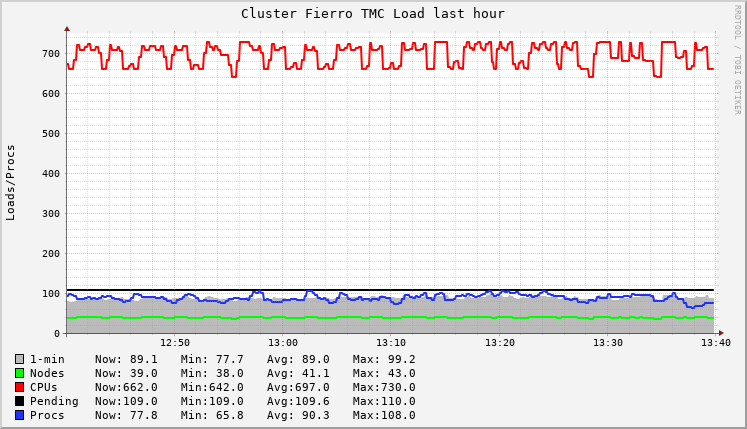 Cluster Fierro TMC Load last hour
RRDTOOL / TOBI OETIKER
Loads/Procs
700
600
500
400
300
200
100
0
12:50 13:00 13:10 13:20 13:30 13:40
1-min Now: 89.1 Min: 77.7 Avg: 89.0 Max: 99.2
Nodes Now: 39.0 Min: 38.0 Avg: 41.1 Max: 43.0
CPUs Now:662.0 Min:642.0 Avg:697.0 Max:730.0
Pending Now:109.0 Min:109.0 Avg:109.6 Max:110.0
Procs Now: 77.8 Min: 65.8 Avg: 90.3 Max:108.0